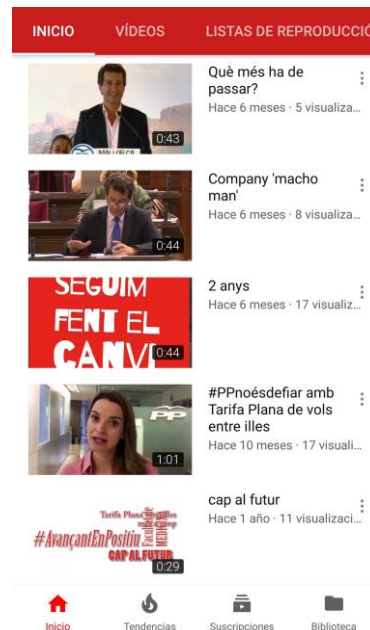 INICIO VÍDEOS LISTAS DE REPRODUCCIÓ
Què més ha de
passar?
Hace 6 meses · 5 visualiza...
MALLORCA
0:43
Company 'macho
man'
Hace 6 meses · 8 visualiza...
0:44
SEGUIM
FENT EL
CANVI
0:44
2 anys
Hace 6 meses · 17 visualiz...
#PPnoésdefiar amb
Tarifa Plana de vols
entre illes
Hace 10 meses · 17 visuali...
PP
1:01
cap al futur
Hace 1 año · 11 visualizaci...
Tarifa Plana
#AvançantEnPositiu
CAP AL FUTUR
0:29
Inicio Tendencias Suscripciones Biblioteca